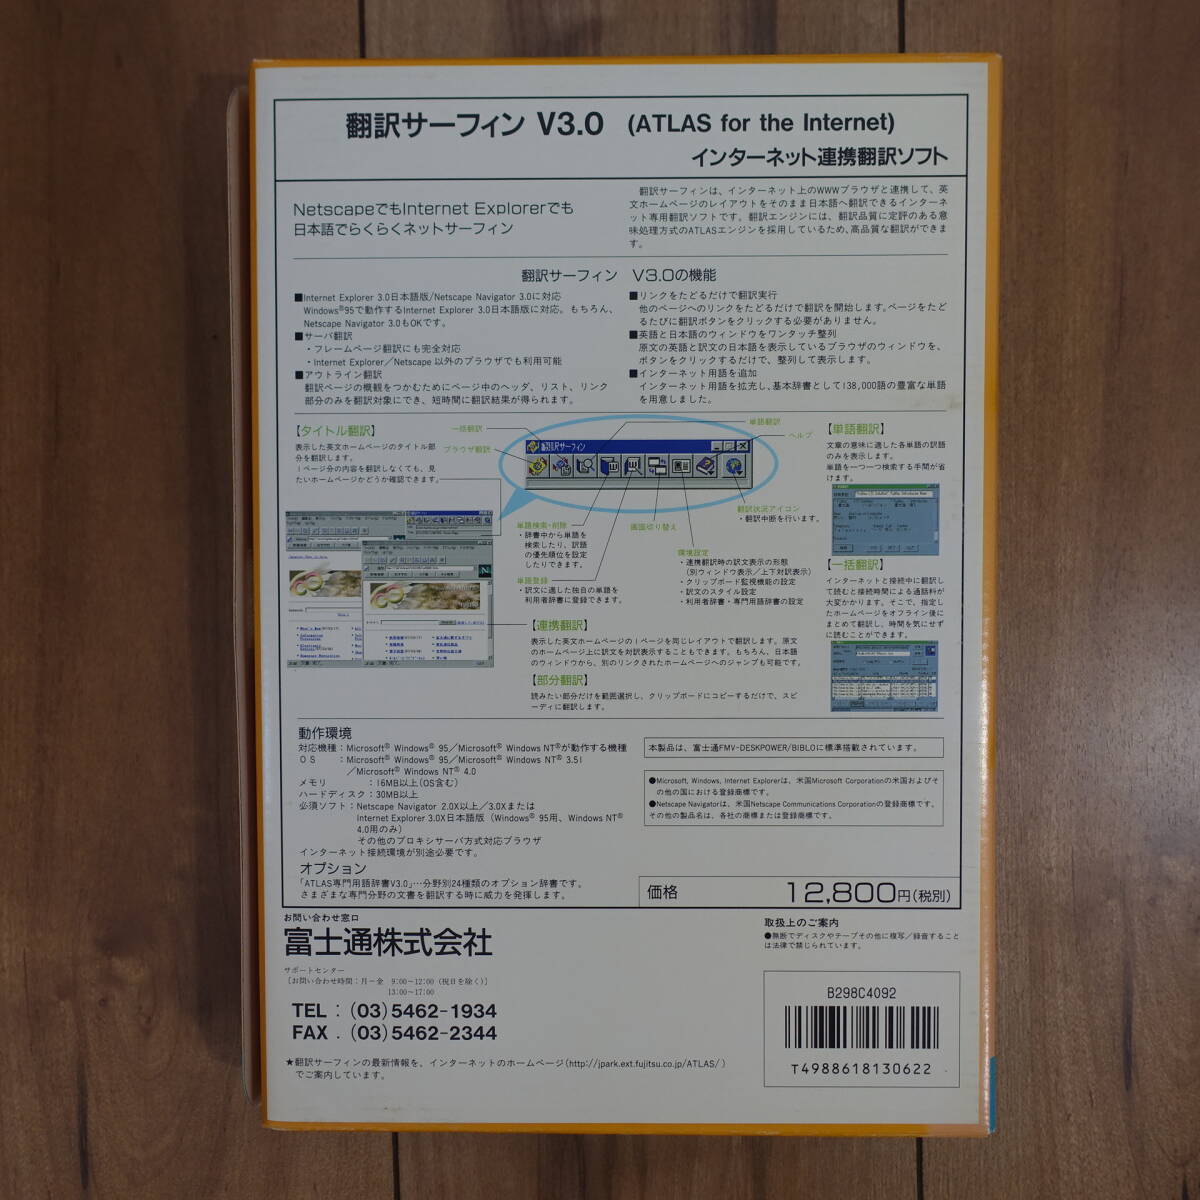 翻訳サーフィン V3.0 (ATLAS for the Internet)
インターネット連携翻訳ソフト
NetscapeでもInternet Explorerでも
日本語でらくらくネットサーフィン
翻訳サーフィンは、インターネット上のWWWブラウザと連携して、英
文ホームページのレイアウトをそのまま日本語へ翻訳できるインターネ
ット専用翻訳ソフトです。翻訳エンジンには、翻訳品質に定評のある意
味処理方式のATLASエンジンを採用しているため、高品質な翻訳ができま
す。
翻訳サーフィン V3.0の機能
■Internet Explorer 3.0日本語版/Netscape Navigator 3.0に対応
Windows®95で動作するInternet Explorer 3.0日本語版に対応。もちろん、
Netscape Navigator 3.0もOKです。
■サーバ翻訳
・フレームページ翻訳にも完全対応
・Internet Explorer／Netscape 以外のブラウザでも利用可能
■アウトライン翻訳
翻訳ページの概観をつかむためにページ中のヘッダ、リスト、リンク
部分のみを翻訳対象にでき、短時間に翻訳結果が得られます。
■リンクをたどるだけで翻訳実行
他のページへのリンクをたどるだけで翻訳を開始します。ページをたど
るたびに翻訳ボタンをクリックする必要がありません。
■英語と日本語のウィンドウをワンタッチ整列
原文の英語と訳文の日本語を表示しているブラウザのウィンドウを、
ボタンをクリックするだけで、整列して表示します。
■インターネット用語を追加
インターネット用語を拡充し、基本辞書として138,000語の豊富な単語
を用意しました。
【タイトル翻訳】
表示した英文ホームページのタイトル部
分を翻訳します。
1ページ分の内容を翻訳しなくても、見
たいホームページかどうか確認できます。
一括翻訳
ブラウザ翻訳
単語翻訳
ヘルプ
翻訳サーフィン
単語検索・削除
・辞書中から単語を
検索したり、訳語
の優先順位を設定
したりできます。
単語登録
・訳文に適した独自の単語を
利用者辞書に登録できます。
画面切り替え
翻訳状況アイコン
・翻訳中断を行います。
環境設定
・連携翻訳時の訳文表示の形態
(別ウィンドウ表示／上下対訳表示)
・クリップボード監視機能の設定
・訳文のスタイル設定
・利用者辞書・専門用語辞書の設定
【連携翻訳】
表示した英文ホームページの1ページを同じレイアウトで翻訳します。原文
のホームページ上に訳文を対訳表示することもできます。もちろん、日本語
のウィンドウから、別のリンクされたホームページへのジャンプも可能です。
【部分翻訳】
読みたい部分だけを範囲選択し、クリップボードにコピーするだけで、スピ
ーディに翻訳します。
【単語翻訳】
文章の意味に適した各単語の訳語
のみを表示します。
単語を一つ一つ検索する手間が省
けます。
【一括翻訳】
インターネットと接続中に翻訳し
て読むと接続時間による通話料が
大変かかります。そこで、指定し
たホームページをオフライン後に
まとめて翻訳し、時間を気にせず
に読むことができます。
動作環境
対応機種：Microsoft® Windows® 95／Microsoft® Windows NT®が動作する機種
O S ：Microsoft® Windows® 95／Microsoft® Windows NT® 3.51
／Microsoft® Windows NT® 4.0
メモリ ：16MB以上(OS含む)
ハードディスク：30MB以上
必須ソフト：Netscape Navigator 2.0X以上／3.0Xまたは
Internet Explorer 3.0X日本語版 (Windows® 95用、Windows NT®
4.0用のみ)
その他のプロキシサーバ方式対応ブラウザ
インターネット接続環境が別途必要です。
オプション
「ATLAS専門用語辞書V3.0」…分野別24種類のオプション辞書です。
さまざまな専門分野の文書を翻訳する時に威力を発揮します。
本製品は、富士通FMV-DESKPOWER/BIBLOに標準搭載されています。
●Microsoft, Windows, Internet Explorerは、米国Microsoft Corporationの米国およびそ
の他の国における登録商標です。
●Netscape Navigatorは、米国Netscape Communications Corporationの登録商標です。
その他の製品名は、各社の商標または登録商標です。
価格 12,800円(税別)
お問い合わせ窓口
富士通株式会社
サポートセンター
〔お問い合わせ時間：月－金 9:00～12:00 (祝日を除く)〕
13:00～17:00
TEL：(03)5462-1934
FAX．(03)5462-2344
★翻訳サーフィンの最新情報を、インターネットのホームページ(http://jpark.ext.fujitsu.co.jp/ATLAS/)
でご案内しています。
取扱上のご案内
●無断でディスクやテープその他に複写／録音すること
は法律で禁じられています。
B298C4092
T4988618130622